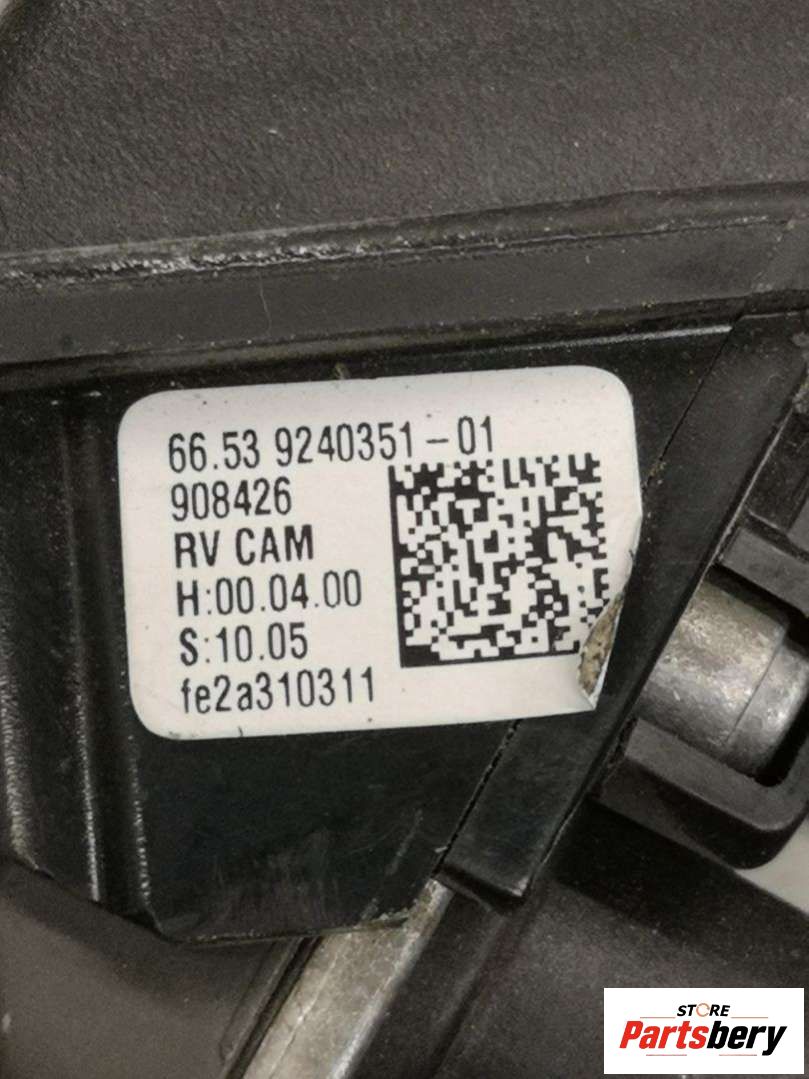 66.53 9240351-01
908426
RV CAM
H:00.04.00
S:10.05
fe2a310311
STORE
Partsbery